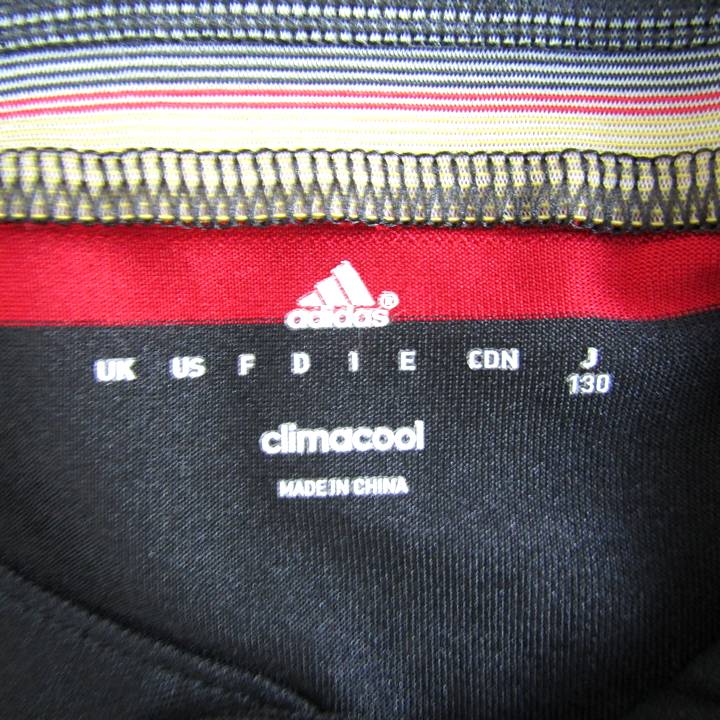 adidas®
UK US F D I E CDN J
130
climacool
MADE IN CHINA